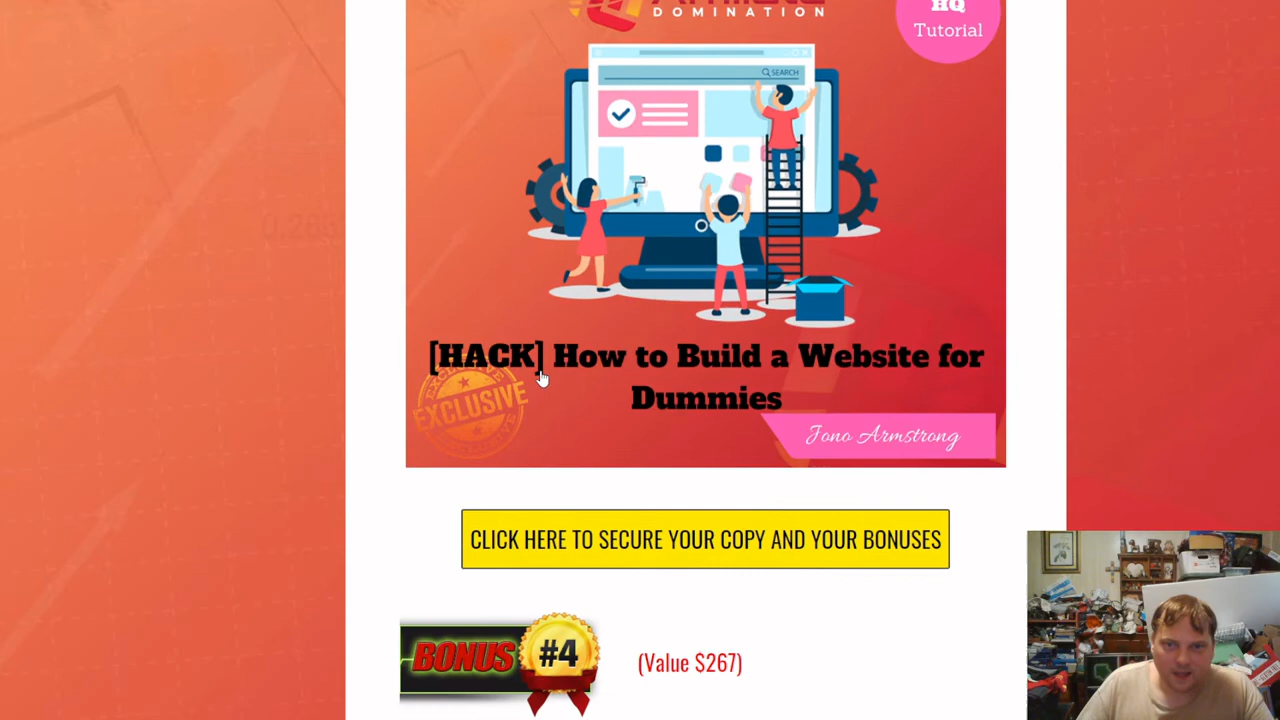 DOMINATION
HQ
Tutorial
SEARCH
[HACK] How to Build a Website for
Dummies
EXCLUSIVE
Jono Armstrong
CLICK HERE TO SECURE YOUR COPY AND YOUR BONUSES
BONUS #4
(Value $267)